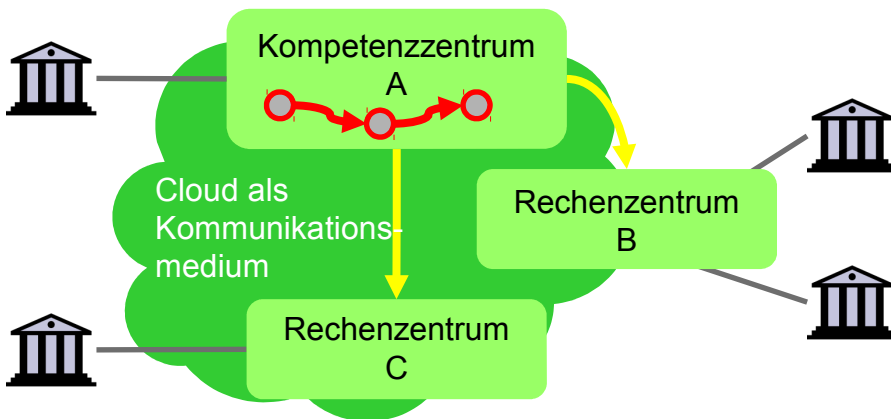 Kompetenzzentrum
A
Cloud als
Kommunikations-
medium
Rechenzentrum
B
Rechenzentrum
C